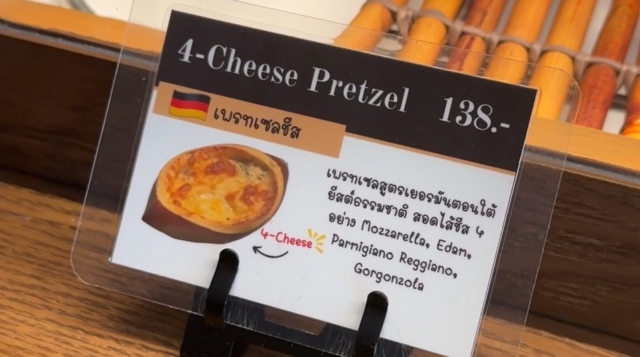 4-Cheese Pretzel 138.-
เพรทเซลชีส
เพรทเซลสูตรเยอรมันตอนใต้
ยีสต์ธรรมชาติ สอดไส้ชีส 4
อย่าง Mozzarella, Edam,
Parmigiano Reggiano,
Gorgonzola
4-Cheese